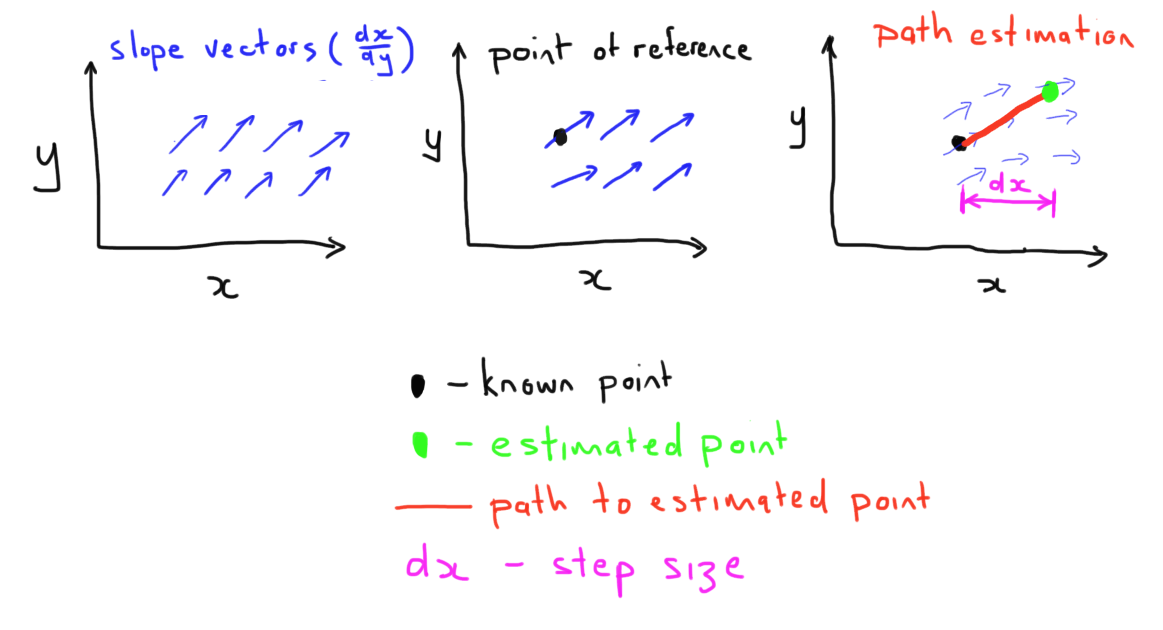 slope vectors (dx/dy)
point of reference
path estimation
y
x
y
x
y
dx
x
- known point
- estimated point
path to estimated point
dx - step size